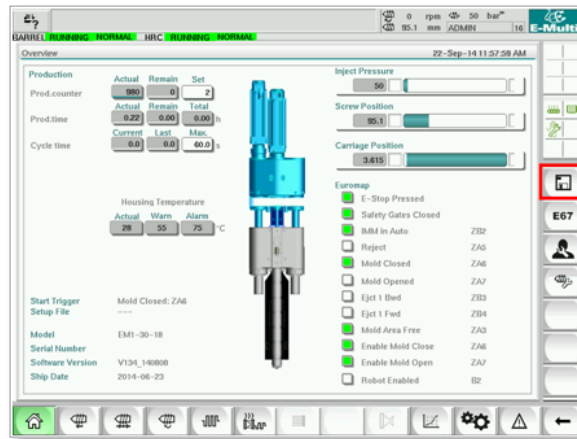 0 rpm 50 bar"
95.1 mm ADMIN 16
E-Multi
BARREL RUNNING NORMAL HRC RUNNING NORMAL
Overview 22-Sep-14 11:57:58 AM
Production
Actual Remain Set
Prod.counter 980 0 2
Actual Remain Total
Prod.time 0.22 0.00 0.00 h
Current Last Max.
Cycle time 0.0 0.0 60.0 s
Housing Temperature
Actual Warn Alarm
28 55 75 °C
Start Trigger Mold Closed: ZA6
Setup File ---
Model EM1-30-18
Serial Number
Software Version V134_140808
Ship Date 2014-06-23
Inject Pressure
50
Screw Position
95.1
Carriage Position
3.615
Euromap
E-Stop Pressed
Safety Gates Closed
IMM in Auto ZB2
Reject ZA5
Mold Closed ZA6
Mold Opened ZA7
Ejct 1 Bwd ZB3
Ejct 1 Fwd ZB4
Mold Area Free ZA3
Enable Mold Close ZA6
Enable Mold Open ZA7
Robot Enabled B2
E67